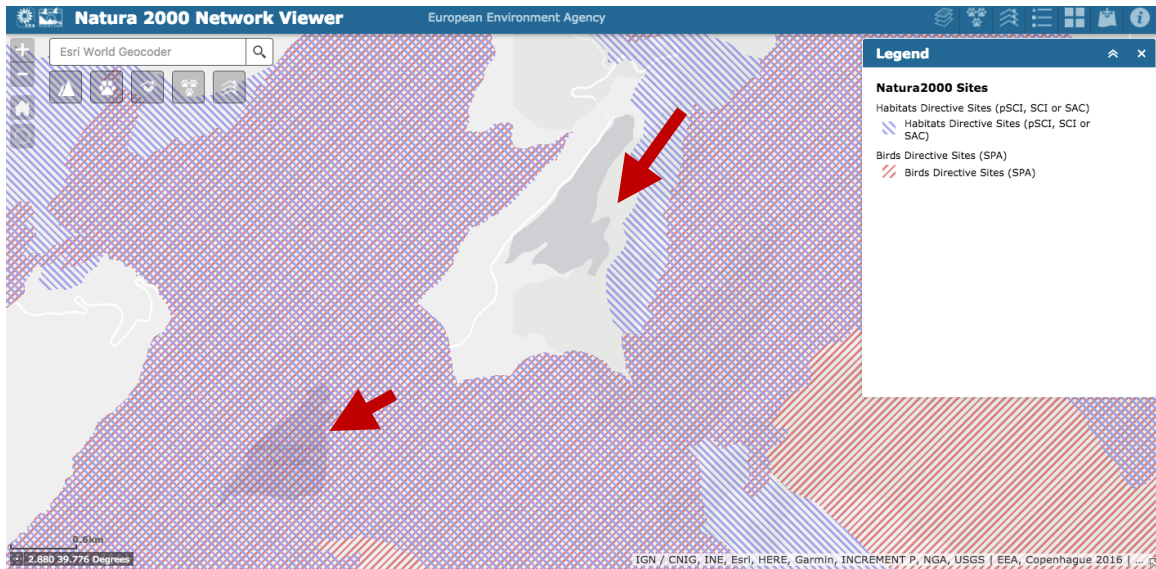 Natura 2000 Network Viewer
European Environment Agency
EEA
Esri World Geocoder
Legend
Natura2000 Sites
Habitats Directive Sites (pSCI, SCI or SAC)
Habitats Directive Sites (pSCI, SCI or
SAC)
Birds Directive Sites (SPA)
Birds Directive Sites (SPA)
0.6km
2.880 39.776 Degrees
IGN / CNIG, INE, Esri, HERE, Garmin, INCREMENT P, NGA, USGS | EEA, Copenhague 2016 | ...